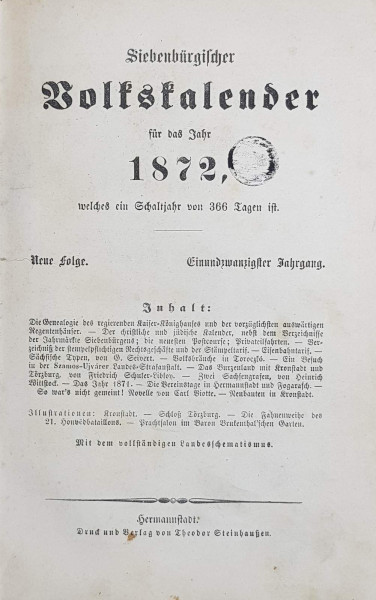 Siebenbürgischer
Volkskalender
für das Jahr
1872,
welches ein Schaltjahr von 366 Tagen ist.
Neue Folge. Einundzwanzigster Jahrgang.
Inhalt:
Die Genealogie des regierenden Kaiser-Königshauses und der vorzüglichsten auswärtigen
Regentenhäuser. — Der christliche und jüdische Kalender, nebst dem Verzeichnisse
der Jahrmärkte Siebenbürgens; die neuesten Postcourse; Privateilfahrten. — Ver-
zeichniß der stempelpflichtigen Rechtsgeschäfte und der Stämpeltarif. — Eisenbahntarif. —
Sächsische Typen, von G. Seivert. — Volksbräuche in Toroczkó. — Ein Besuch
in der Szamos-Ujvárer Landes-Strafanstalt. — Das Burzenland mit Kronstadt und
Törzburg, von Friedrich Schuler-Libloy. — Zwei Sachsengrafen, von Heinrich
Wittstock. — Das Jahr 1871. — Die Vereinstage in Hermannstadt und Fogarasch. —
So war's nicht gemeint! Novelle von Carl Biotte. — Neubauten in Kronstadt.
Illustrationen: Kronstadt. — Schloß Törzburg. — Die Fahnenweihe des
21. Honvédbataillons. — Prachtsalon im Baron Brukenthal'schen Garten.
Mit dem vollständigen Landesschematismus.
Hermannstadt.
Druck und Verlag von Theodor Steinhaußen.